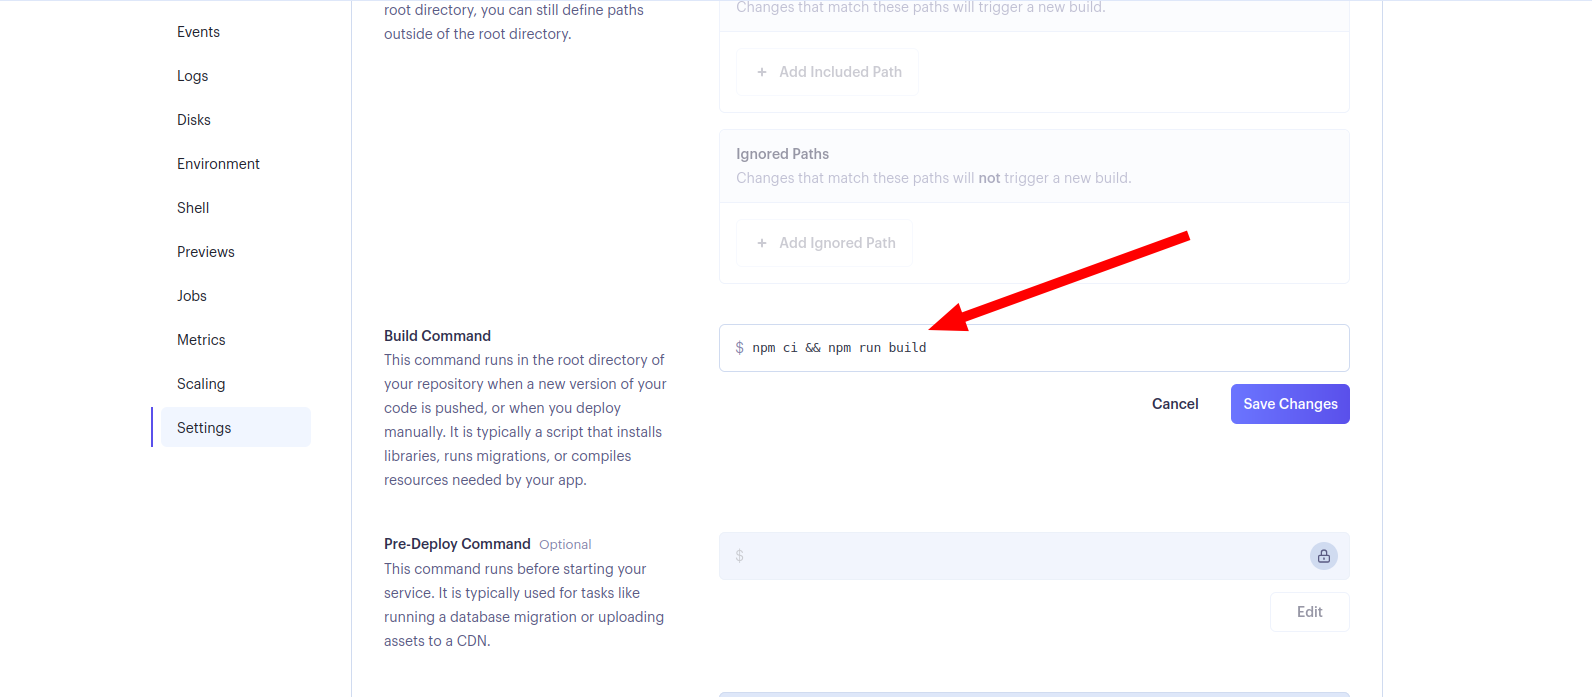 Events
Logs
Disks
Environment
Shell
Previews
Jobs
Metrics
Scaling
Settings
root directory, you can still define paths
outside of the root directory.
Changes that match these paths will trigger a new build.
+ Add Included Path
Ignored Paths
Changes that match these paths will not trigger a new build.
+ Add Ignored Path
Build Command
This command runs in the root directory of
your repository when a new version of your
code is pushed, or when you deploy
manually. It is typically a script that installs
libraries, runs migrations, or compiles
resources needed by your app.
$ npm ci && npm run build
Cancel
Save Changes
Pre-Deploy Command Optional
This command runs before starting your
service. It is typically used for tasks like
running a database migration or uploading
assets to a CDN.
$
Edit